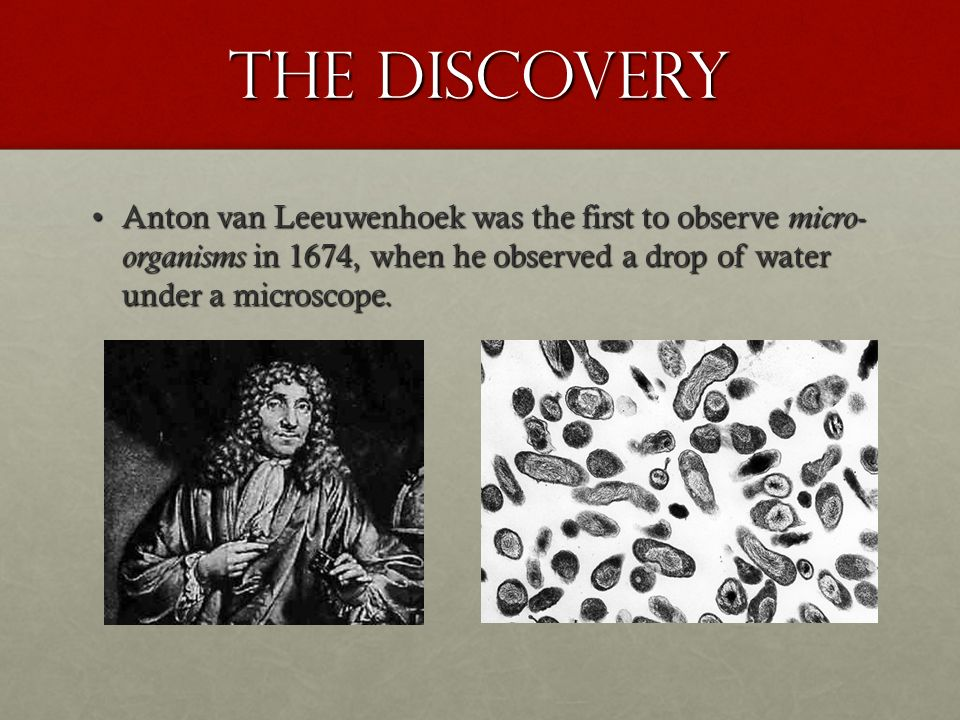 THE DISCOVERY
• Anton van Leeuwenhoek was the first to observe micro-
organisms in 1674, when he observed a drop of water
under a microscope.